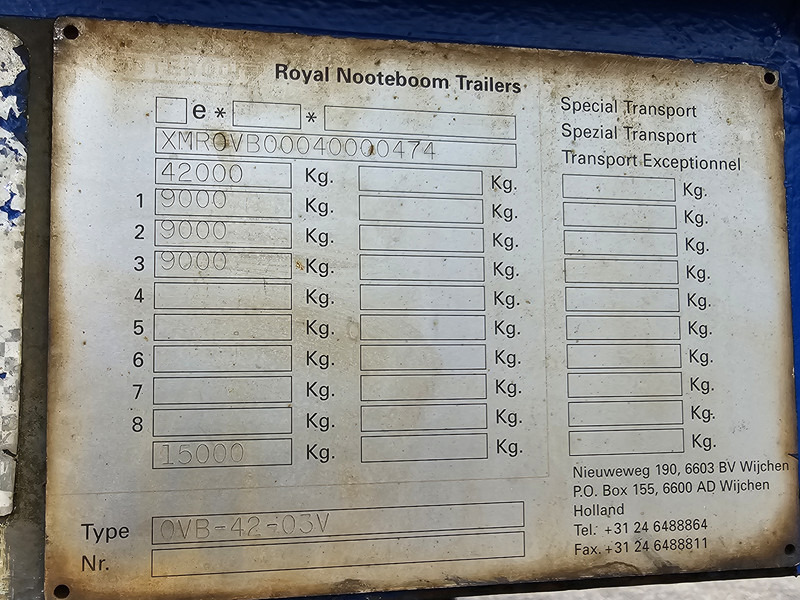 Royal Nooteboom Trailers
e * *
XMR0VB00040000474
42000 Kg. Kg.
1 9000 Kg. Kg.
2 9000 Kg. Kg.
3 9000 Kg. Kg.
4 Kg. Kg.
5 Kg. Kg.
6 Kg. Kg.
7 Kg. Kg.
8 Kg. Kg.
15000 Kg. Kg.
Type OVB-42-03V
Nr.
Special Transport
Spezial Transport
Transport Exceptionnel
Kg.
Kg.
Kg.
Kg.
Kg.
Kg.
Kg.
Kg.
Kg.
Kg.
Nieuweweg 190, 6603 BV Wijchen
P.O. Box 155, 6600 AD Wijchen
Holland
Tel. +31 24 6488864
Fax. +31 24 6488811